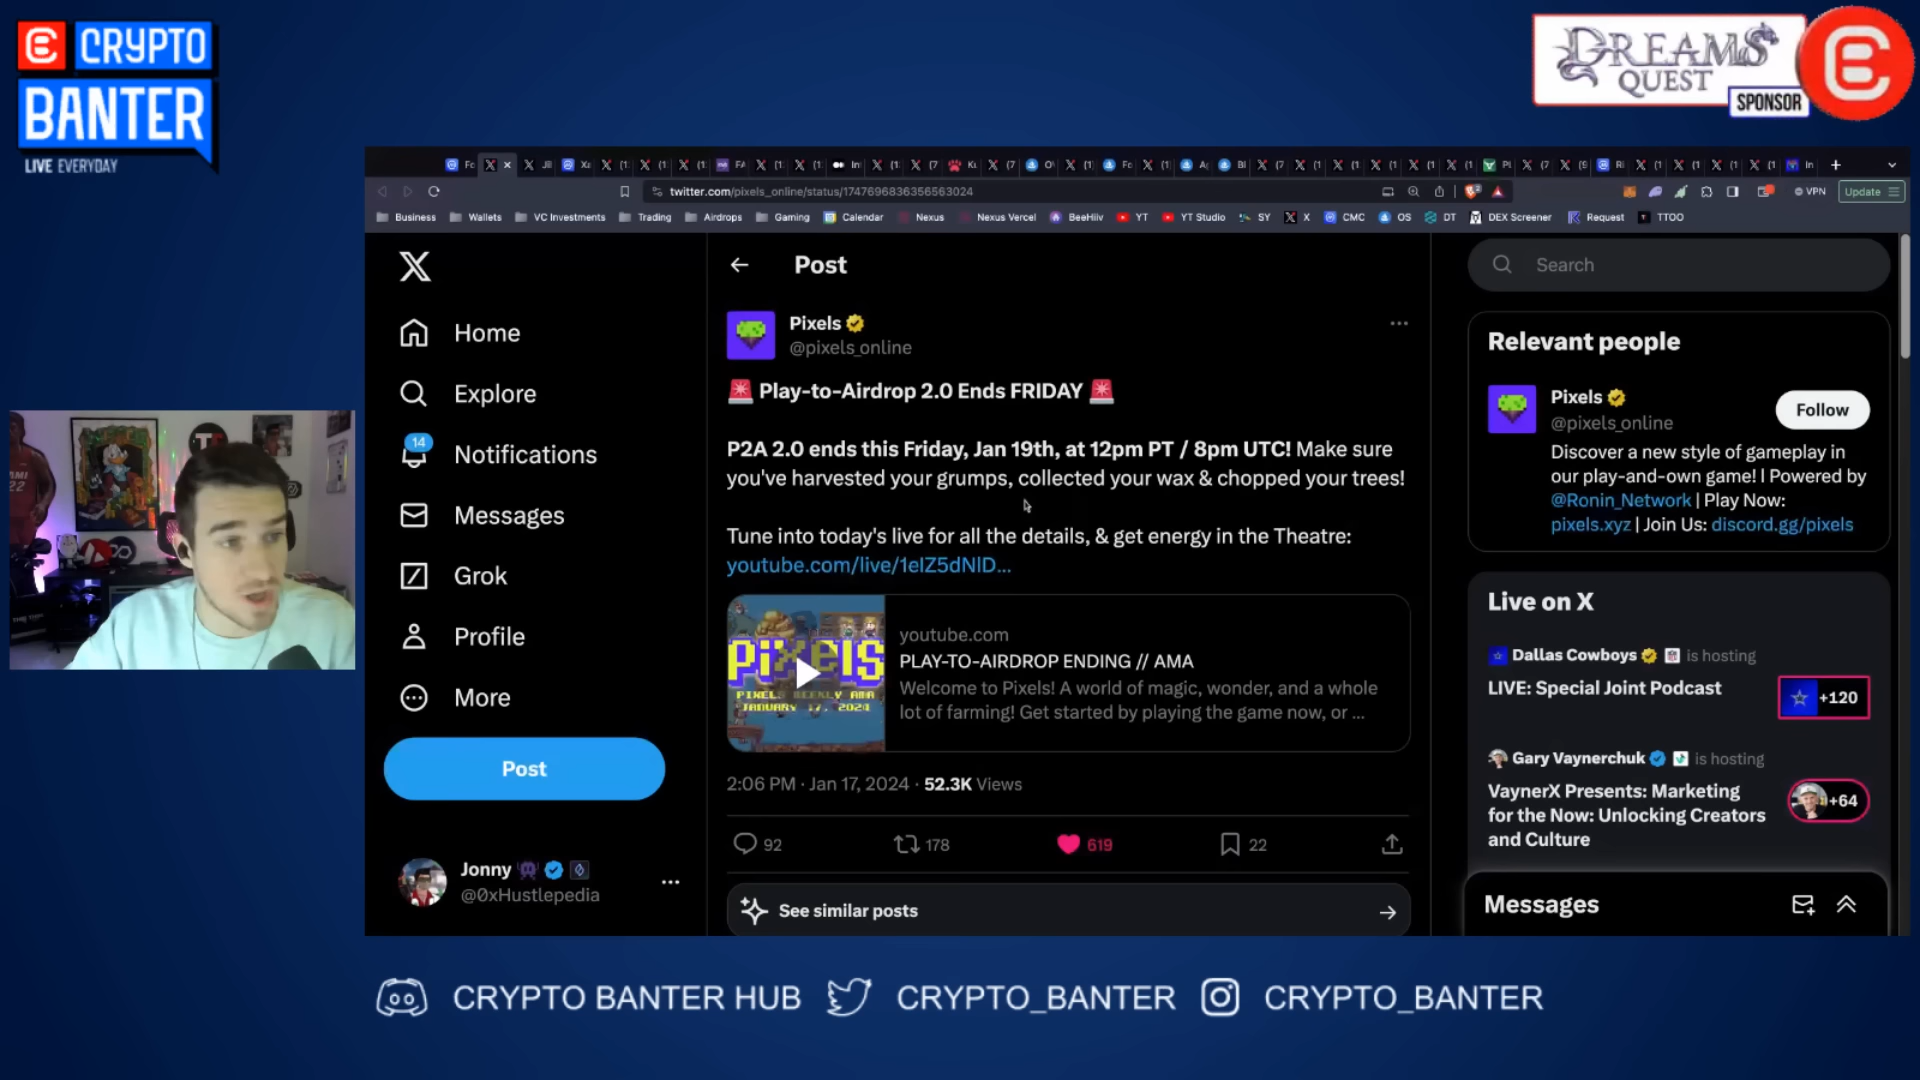 CRYPTO
BANTER
LIVE EVERYDAY
DREAMS
QUEST
SPONSOR
twitter.com/pixels_online/status/1747696836356563024
VPN
Update
Business
Wallets
VC Investments
Trading
Airdrops
Gaming
Calendar
Nexus
Nexus Vercel
BeeHiiv
YT
YT Studio
SY
X
CMC
OS
DT
DEX Screener
Request
TTOO
Home
Explore
14
Notifications
Messages
Grok
Profile
More
Post
Jonny
@0xHustlepedia
Post
Pixels
@pixels_online
Play-to-Airdrop 2.0 Ends FRIDAY
P2A 2.0 ends this Friday, Jan 19th, at 12pm PT / 8pm UTC! Make sure
you've harvested your grumps, collected your wax & chopped your trees!
Tune into today's live for all the details, & get energy in the Theatre:
youtube.com/live/1elZ5dNlD...
pixels
PIXELS WEEKLY AMA
JANUARY 17, 2024
youtube.com
PLAY-TO-AIRDROP ENDING // AMA
Welcome to Pixels! A world of magic, wonder, and a whole
lot of farming! Get started by playing the game now, or ...
2:06 PM · Jan 17, 2024 · 52.3K Views
92
178
619
22
See similar posts
Search
Relevant people
Pixels
@pixels_online
Follow
Discover a new style of gameplay in
our play-and-own game! | Powered by
@Ronin_Network | Play Now:
pixels.xyz | Join Us: discord.gg/pixels
Live on X
Dallas Cowboys is hosting
LIVE: Special Joint Podcast
+120
Gary Vaynerchuk is hosting
VaynerX Presents: Marketing
for the Now: Unlocking Creators
and Culture
+64
Messages
CRYPTO BANTER HUB
CRYPTO_BANTER
CRYPTO_BANTER